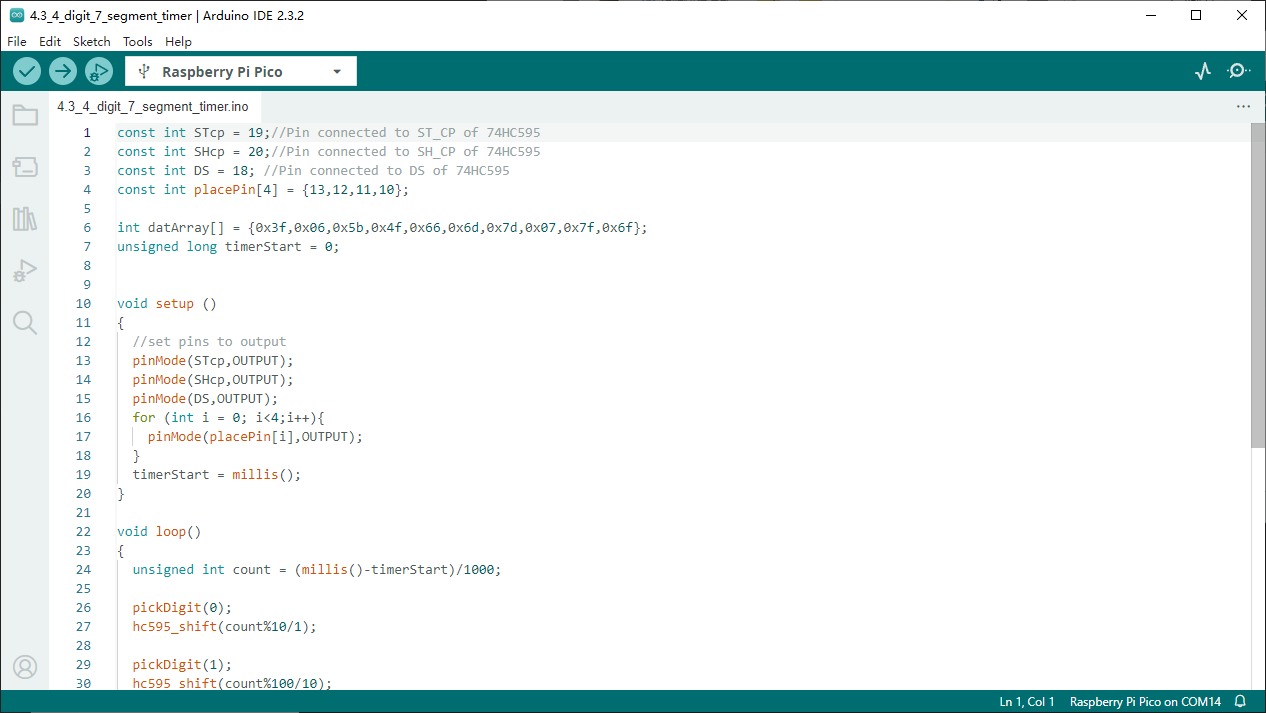 4.3_4_digit_7_segment_timer | Arduino IDE 2.3.2
File Edit Sketch Tools Help
Raspberry Pi Pico
4.3_4_digit_7_segment_timer.ino
1 const int STcp = 19;//Pin connected to ST_CP of 74HC595
2 const int SHcp = 20;//Pin connected to SH_CP of 74HC595
3 const int DS = 18; //Pin connected to DS of 74HC595
4 const int placePin[4] = {13,12,11,10};
5
6 int datArray[] = {0x3f,0x06,0x5b,0x4f,0x66,0x6d,0x7d,0x07,0x7f,0x6f};
7 unsigned long timerStart = 0;
8
9
10 void setup ()
11 {
12 //set pins to output
13 pinMode(STcp,OUTPUT);
14 pinMode(SHcp,OUTPUT);
15 pinMode(DS,OUTPUT);
16 for (int i = 0; i<4;i++){
17 pinMode(placePin[i],OUTPUT);
18 }
19 timerStart = millis();
20 }
21
22 void loop()
23 {
24 unsigned int count = (millis()-timerStart)/1000;
25
26 pickDigit(0);
27 hc595_shift(count%10/1);
28
29 pickDigit(1);
30 hc595_shift(count%100/10);
Ln 1, Col 1 Raspberry Pi Pico on COM14